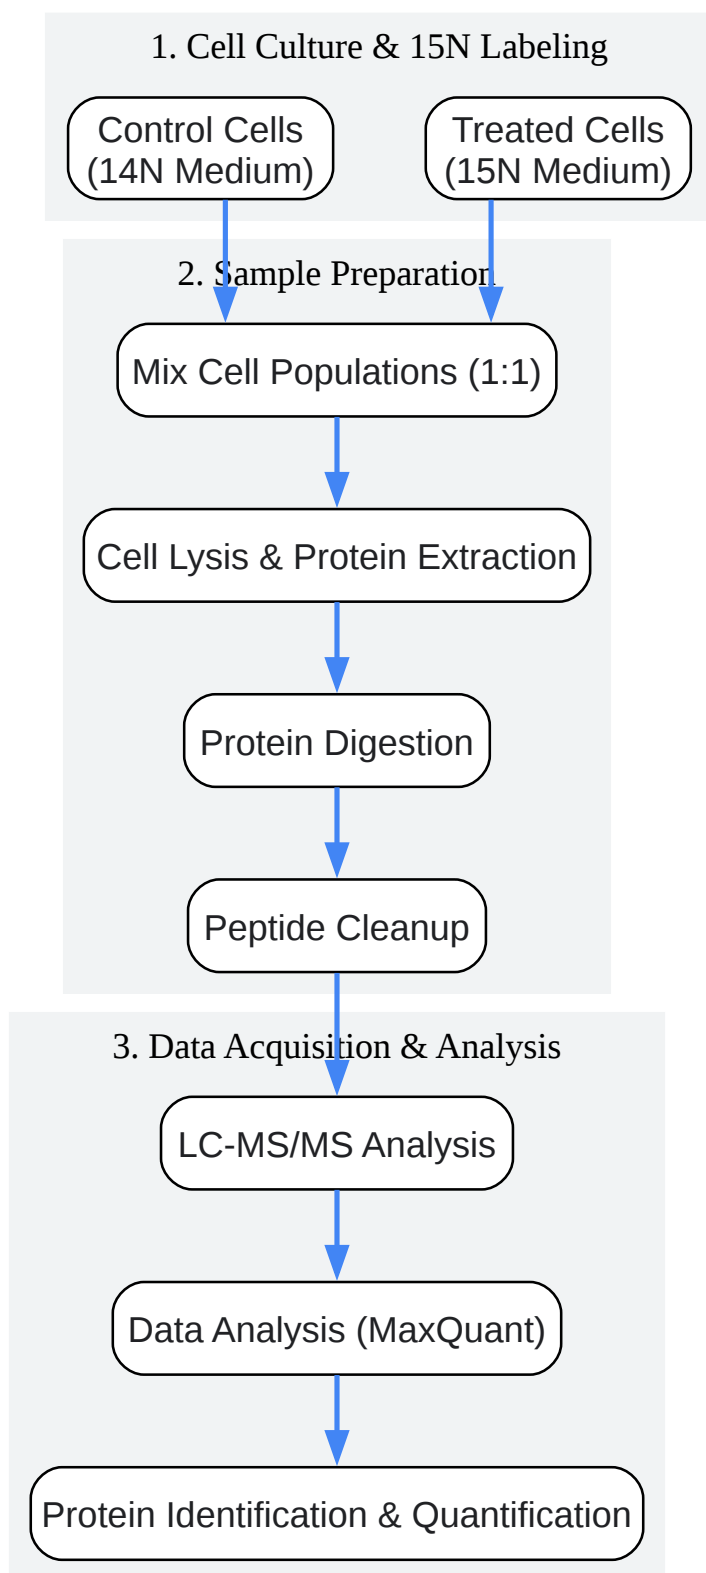 1. Cell Culture & 15N Labeling
Control Cells
(14N Medium)
Treated Cells
(15N Medium)
2. Sample Preparation
Mix Cell Populations (1:1)
Cell Lysis & Protein Extraction
Protein Digestion
Peptide Cleanup
3. Data Acquisition & Analysis
LC-MS/MS Analysis
Data Analysis (MaxQuant)
Protein Identification & Quantification